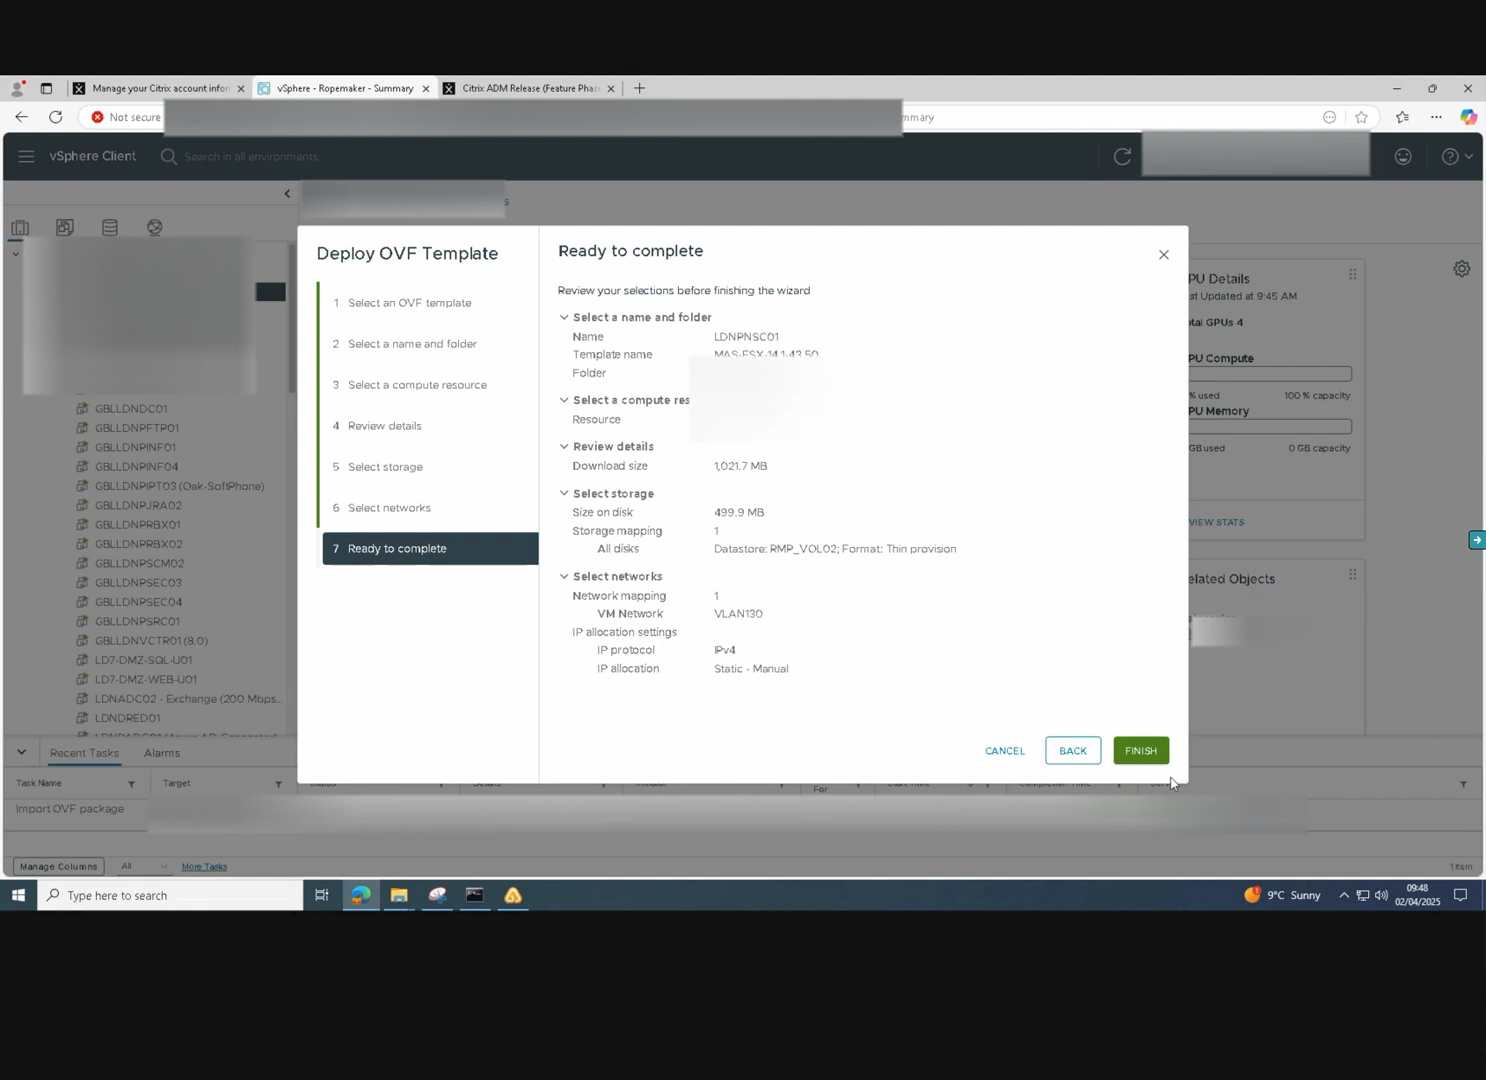 Manage your Citrix account infor
vSphere - Ropemaker - Summary
Citrix ADM Release (Feature Phas
Not secure
mmary
vSphere Client
Search in all environments
s
Deploy OVF Template
1 Select an OVF template
2 Select a name and folder
3 Select a compute resource
4 Review details
5 Select storage
6 Select networks
7 Ready to complete
Ready to complete
Review your selections before finishing the wizard
Select a name and folder
Name LDNPNSC01
Template name MAS-ESX-14.1-43.50
Folder
Select a compute res
Resource
Review details
Download size 1,021.7 MB
Select storage
Size on disk 499.9 MB
Storage mapping 1
All disks Datastore: RMP_VOL02; Format: Thin provision
Select networks
Network mapping 1
VM Network VLAN130
IP allocation settings
IP protocol IPv4
IP allocation Static - Manual
CANCEL
BACK
FINISH
GBLLDNDC01
GBLLDNPFTP01
GBLLDNPINF01
GBLLDNPINF04
GBLLDNPIPT03 (Oak-SoftPhone)
GBLLDNPJRA02
GBLLDNPRBX01
GBLLDNPRBX02
GBLLDNPSCM02
GBLLDNPSEC03
GBLLDNPSEC04
GBLLDNPSRC01
GBLLDNVCTR01 (8.0)
LD7-DMZ-SQL-U01
LD7-DMZ-WEB-U01
LDNADC02 - Exchange (200 Mbps...
LDNDRED01
PU Details
st Updated at 9:45 AM
otal GPUs 4
PU Compute
% used 100 % capacity
PU Memory
GB used 0 GB capacity
VIEW STATS
elated Objects
Recent Tasks
Alarms
Task Name
Target
For
Import OVF package
Manage Columns
All
More Tasks
1 item
Type here to search
9°C Sunny
09:48
02/04/2025